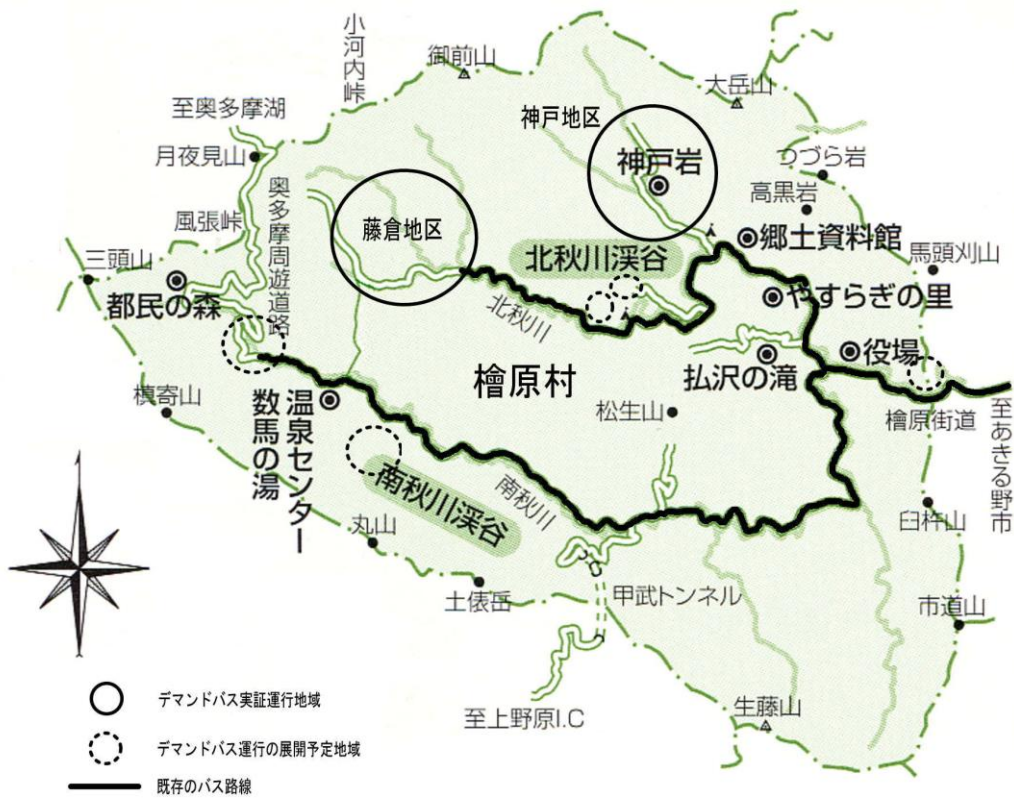 小河内峠
御前山
大岳山
至奥多摩湖
神戸地区
月夜見山
神戸岩
つづら岩
奥多摩周遊道路
高黒岩
風張峠
藤倉地区
郷土資料館
三頭山
北秋川渓谷
馬頭刈山
都民の森
北秋川
やすらぎの里
役場
檜原村
払沢の滝
槙寄山
温泉センター
数馬の湯
松生山
檜原街道
至あきる野市
南秋川渓谷
南秋川
臼杵山
丸山
土俵岳
甲武トンネル
市道山
至上野原I.C
生藤山
デマンドバス実証運行地域
デマンドバス運行の展開予定地域
既存のバス路線